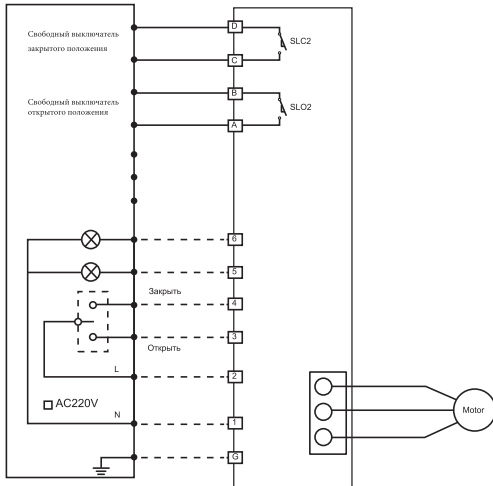 Свободный выключатель
закрытого положения
D
C
SLC2
Свободный выключатель
открытого положения
B
A
SLO2
6
5
Закрыть
4
3
Открыть
L
2
AC220V
N
1
G
Motor